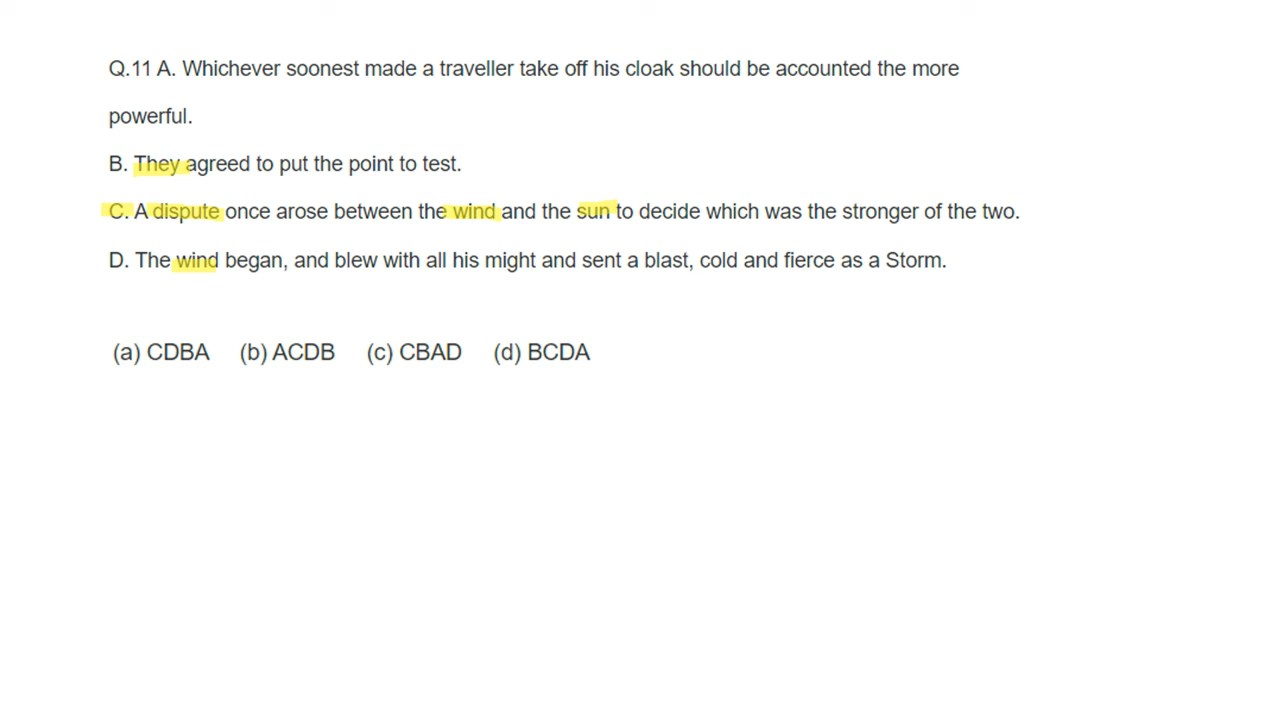 Q.11 A. Whichever soonest made a traveller take off his cloak should be accounted the more
powerful.
B. They agreed to put the point to test.
C. A dispute once arose between the wind and the sun to decide which was the stronger of the two.
D. The wind began, and blew with all his might and sent a blast, cold and fierce as a Storm.
(a) CDBA (b) ACDB (c) CBAD (d) BCDA